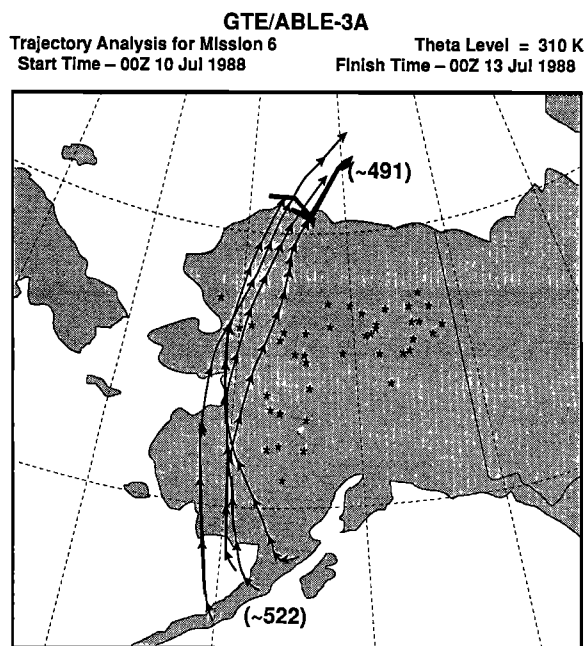 GTE/ABLE-3A
Trajectory Analysis for Mission 6
Theta Level = 310 K
Start Time – 00Z 10 Jul 1988
Finish Time – 00Z 13 Jul 1988
(~491)
(~522)